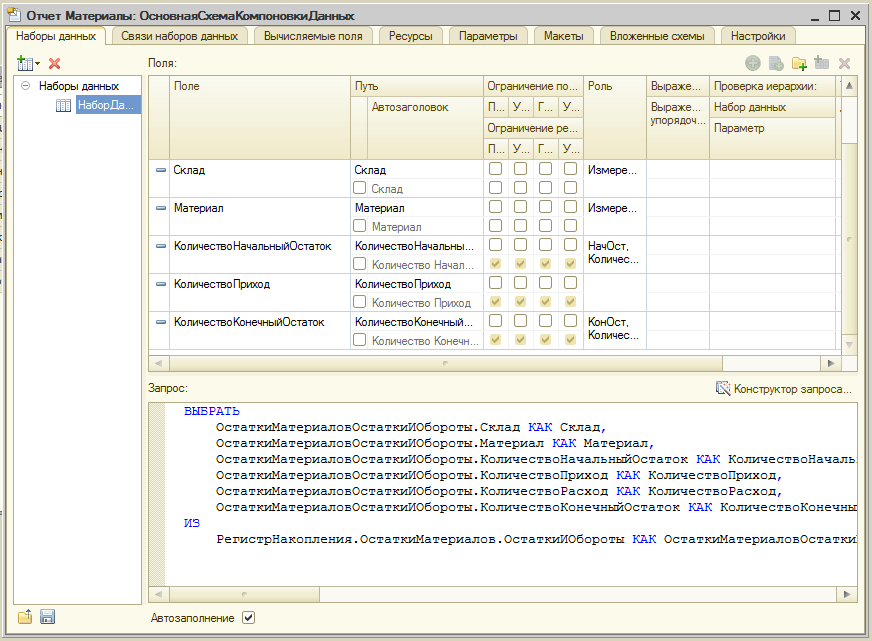 Отчет Материалы: ОсновнаяСхемаКомпоновкиДанных
Наборы данных
Связи наборов данных
Вычисляемые поля
Ресурсы
Параметры
Макеты
Вложенные схемы
Настройки
Наборы данных
НаборДа...
Поля:
Поле
Путь
Ограничение по...
Роль
Выраже...
Проверка иерархии:
Автозаголовок
П...
У...
Г...
У...
Выраже...
упорядоч...
Набор данных
Ограничение ре...
Параметр
П...
У...
Г...
У...
Склад
Склад
Измере...
Склад
Материал
Материал
Измере...
Материал
КоличествоНачальныйОстаток
КоличествоНачальны...
НачОст,
Количес...
Количество Начал...
КоличествоПриход
КоличествоПриход
Количество Приход
КоличествоКонечныйОстаток
КоличествоКонечный...
КонОст,
Количес...
Количество Конечн...
Запрос:
Конструктор запроса...
ВЫБРАТЬ
ОстаткиМатериаловОстаткиИОбороты.Склад КАК Склад,
ОстаткиМатериаловОстаткиИОбороты.Материал КАК Материал,
ОстаткиМатериаловОстаткиИОбороты.КоличествоНачальныйОстаток КАК КоличествоНачаль
ОстаткиМатериаловОстаткиИОбороты.КоличествоПриход КАК КоличествоПриход,
ОстаткиМатериаловОстаткиИОбороты.КоличествоРасход КАК КоличествоРасход,
ОстаткиМатериаловОстаткиИОбороты.КоличествоКонечныйОстаток КАК КоличествоКонечны
ИЗ
РегистрНакопления.ОстаткиМатериалов.ОстаткиИОбороты КАК ОстаткиМатериаловОстатки
Автозаполнение